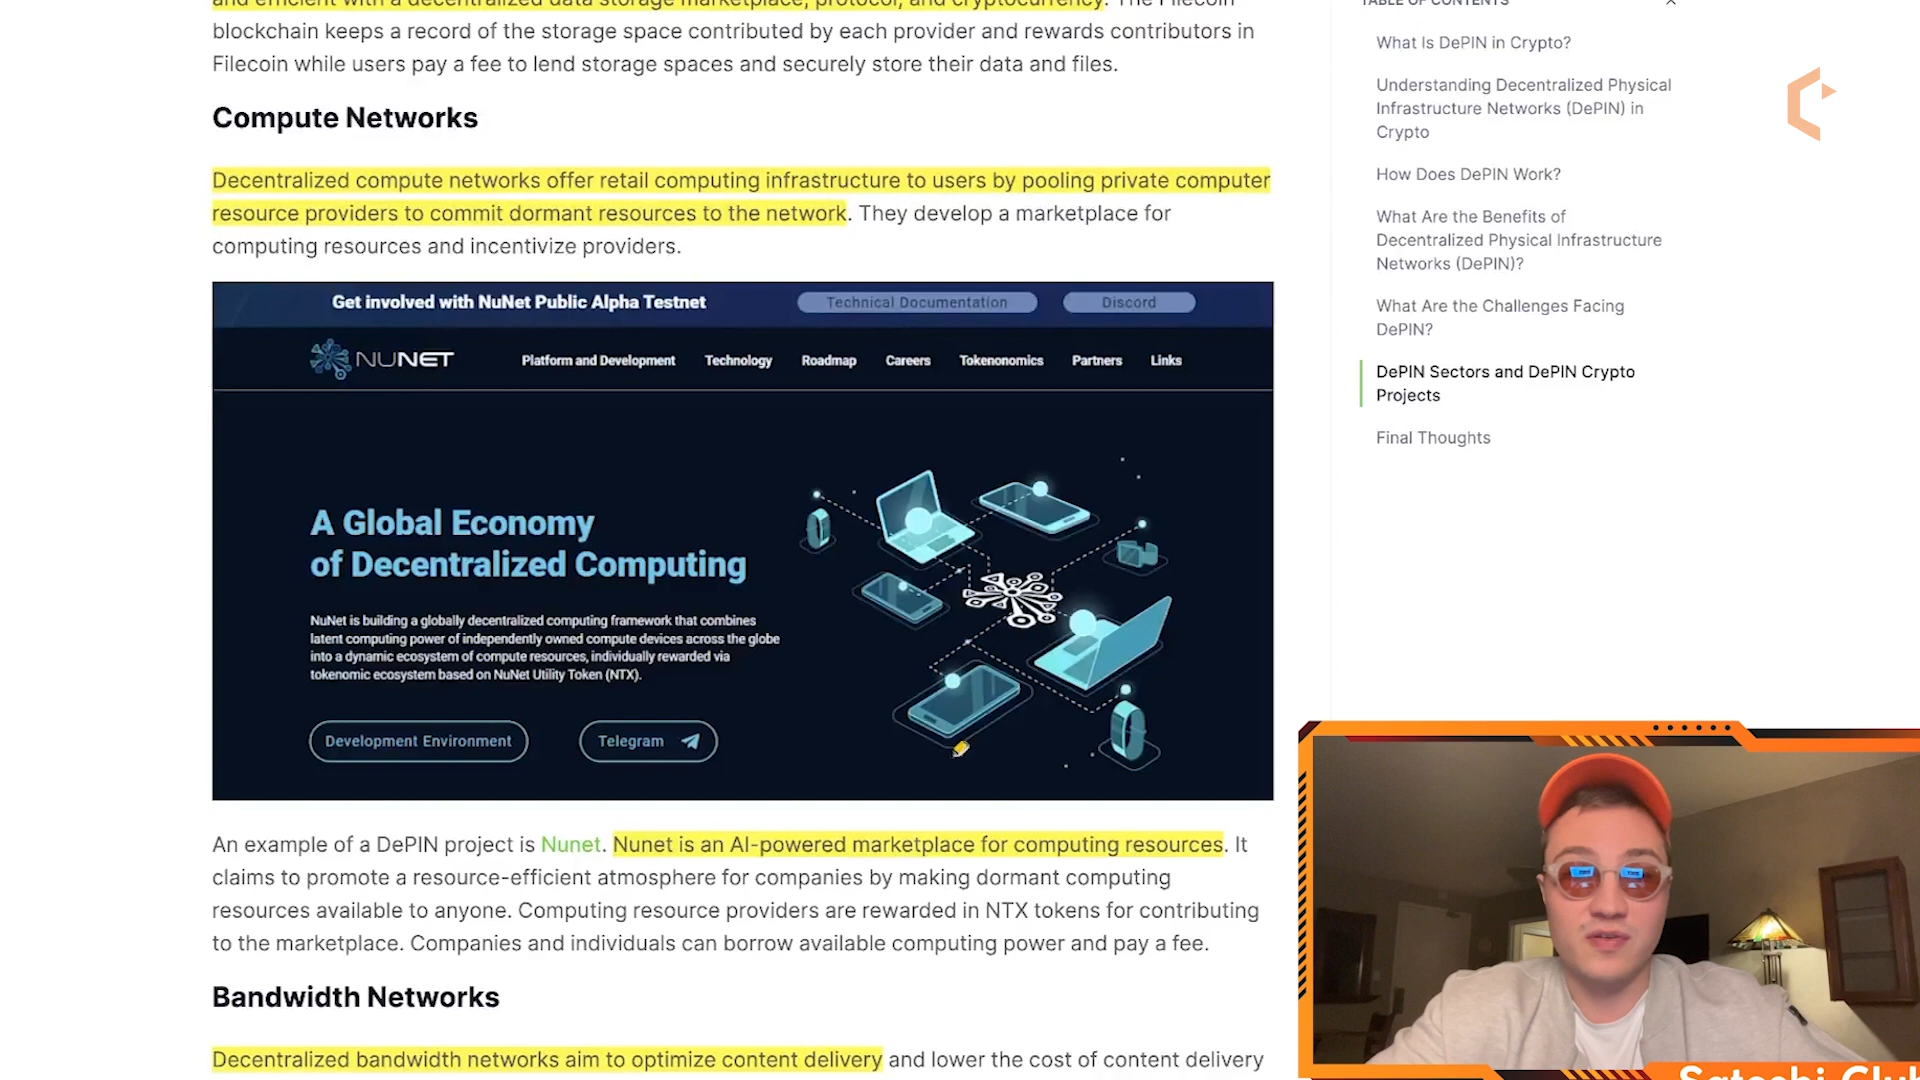 and efficient with a decentralized data storage marketplace, protocol, and cryptocurrency. The Filecoin
blockchain keeps a record of the storage space contributed by each provider and rewards contributors in
Filecoin while users pay a fee to lend storage spaces and securely store their data and files.
Compute Networks
Decentralized compute networks offer retail computing infrastructure to users by pooling private computer
resource providers to commit dormant resources to the network. They develop a marketplace for
computing resources and incentivize providers.
Get involved with NuNet Public Alpha Testnet
Technical Documentation
Discord
NUNET
Platform and Development
Technology
Roadmap
Careers
Tokenonomics
Partners
Links
A Global Economy
of Decentralized Computing
NuNet is building a globally decentralized computing framework that combines
latent computing power of independently owned compute devices across the globe
into a dynamic ecosystem of compute resources, individually rewarded via
tokenomic ecosystem based on NuNet Utility Token (NTX).
Development Environment
Telegram
An example of a DePIN project is Nunet. Nunet is an AI-powered marketplace for computing resources. It
claims to promote a resource-efficient atmosphere for companies by making dormant computing
resources available to anyone. Computing resource providers are rewarded in NTX tokens for contributing
to the marketplace. Companies and individuals can borrow available computing power and pay a fee.
Bandwidth Networks
Decentralized bandwidth networks aim to optimize content delivery and lower the cost of content delivery
TABLE OF CONTENTS
What Is DePIN in Crypto?
Understanding Decentralized Physical
Infrastructure Networks (DePIN) in
Crypto
How Does DePIN Work?
What Are the Benefits of
Decentralized Physical Infrastructure
Networks (DePIN)?
What Are the Challenges Facing
DePIN?
DePIN Sectors and DePIN Crypto
Projects
Final Thoughts
Satoshi Club